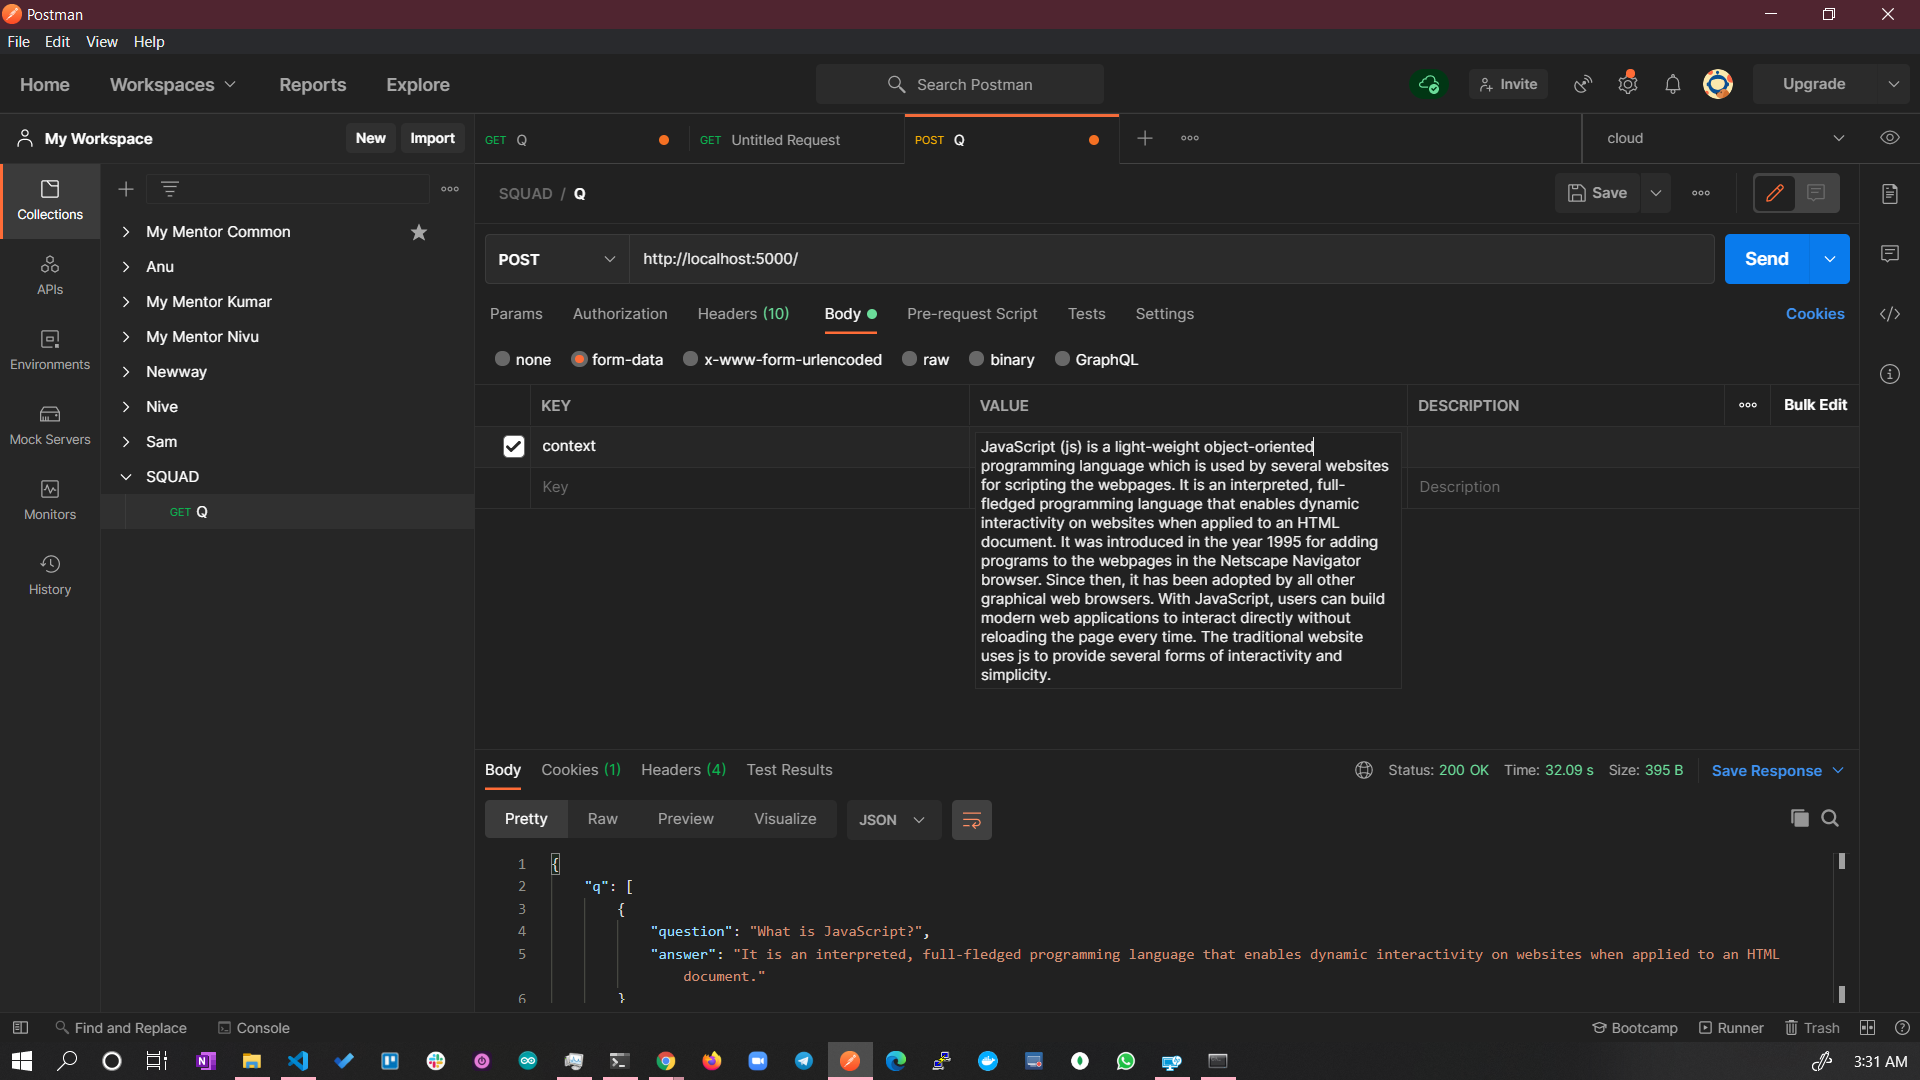 Postman
File Edit View Help
Home Workspaces Reports Explore Search Postman Invite Upgrade
My Workspace New Import GET Q GET Untitled Request POST Q cloud
Collections
APIs
Environments
Mock Servers
Monitors
History
My Mentor Common
Anu
My Mentor Kumar
My Mentor Nivu
Newway
Nive
Sam
SQUAD
GET Q
SQUAD / Q Save
POST http://localhost:5000/ Send
Params Authorization Headers (10) Body Pre-request Script Tests Settings Cookies
none form-data x-www-form-urlencoded raw binary GraphQL
KEY VALUE DESCRIPTION Bulk Edit
context
Key
JavaScript (js) is a light-weight object-oriented
programming language which is used by several websites
for scripting the webpages. It is an interpreted, full-
fledged programming language that enables dynamic
interactivity on websites when applied to an HTML
document. It was introduced in the year 1995 for adding
programs to the webpages in the Netscape Navigator
browser. Since then, it has been adopted by all other
graphical web browsers. With JavaScript, users can build
modern web applications to interact directly without
reloading the page every time. The traditional website
uses js to provide several forms of interactivity and
simplicity.
Description
Body Cookies (1) Headers (4) Test Results Status: 200 OK Time: 32.09 s Size: 395 B Save Response
Pretty Raw Preview Visualize JSON
1 {
2 "q": [
3 {
4 "question": "What is JavaScript?",
5 "answer": "It is an interpreted, full-fledged programming language that enables dynamic interactivity on websites when applied to an HTML
document."
6 }
Find and Replace Console Bootcamp Runner Trash
3:31 AM